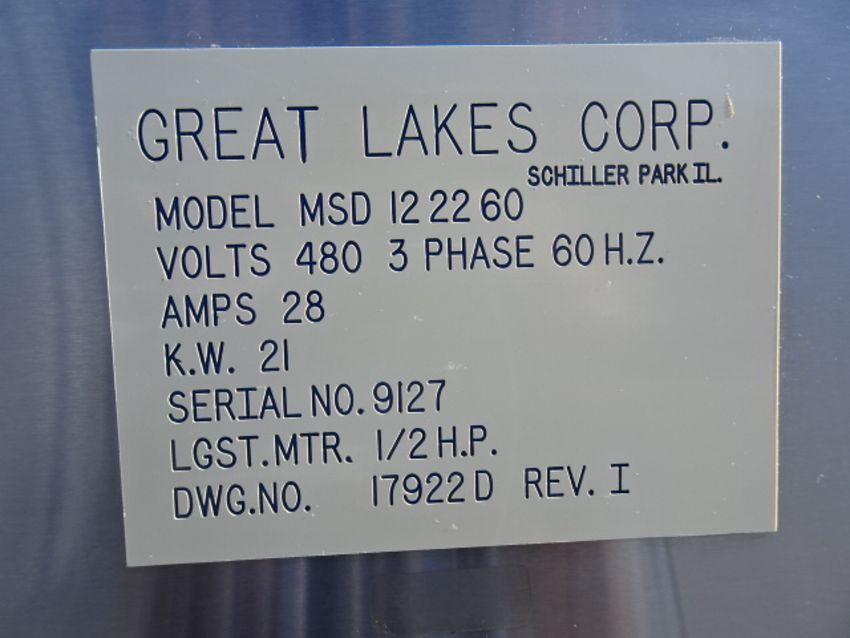 GREAT LAKES CORP.
SCHILLER PARK IL.
MODEL MSD 12 22 60
VOLTS 480 3 PHASE 60 H.Z.
AMPS 28
K.W. 21
SERIAL NO. 9127
LGST. MTR. 1/2 H.P.
DWG. NO. 17922 D REV. I